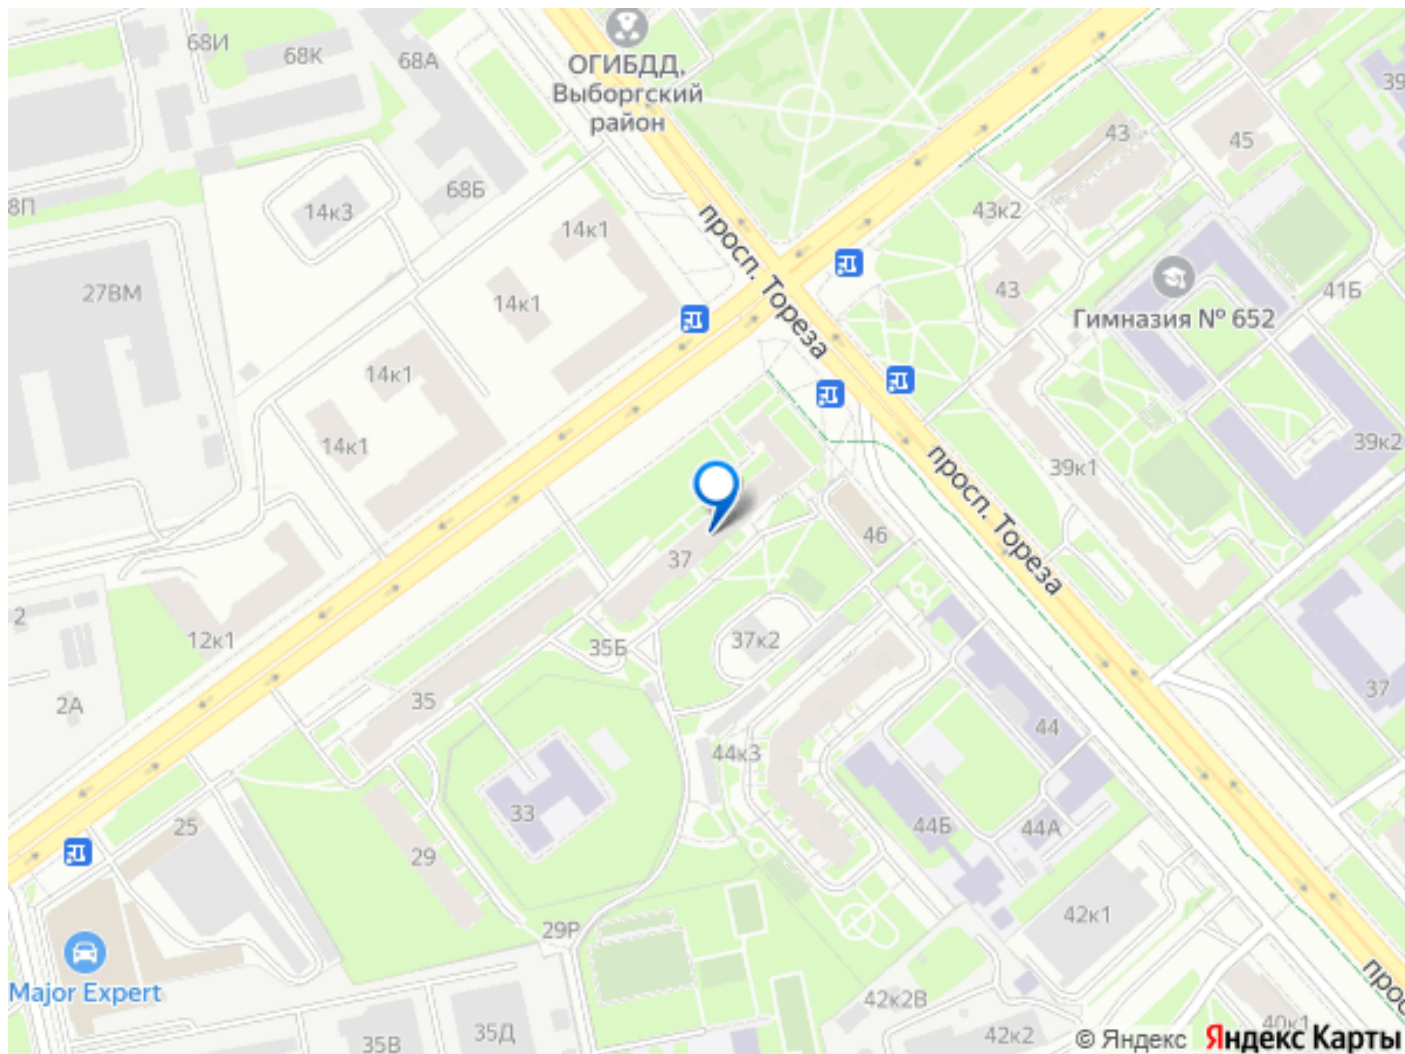 68И
68К
68А
ОГИБДД,
Выборгский
район
39
43
45
68Б
8П
14к3
14к1
43к2
просп. Тореза
27ВМ
14к1
43
41Б
Гимназия № 652
14к1
14к1
39к1
39к2
просп. Тореза
46
37
2
12к1
35Б
37к2
2А
35
37
44
44к3
33
25
44Б
44А
29
42к1
29Р
Major Expert
прос
42к2В
35В
35Д
42к2
40к1
© Яндекс Яндекс Карты